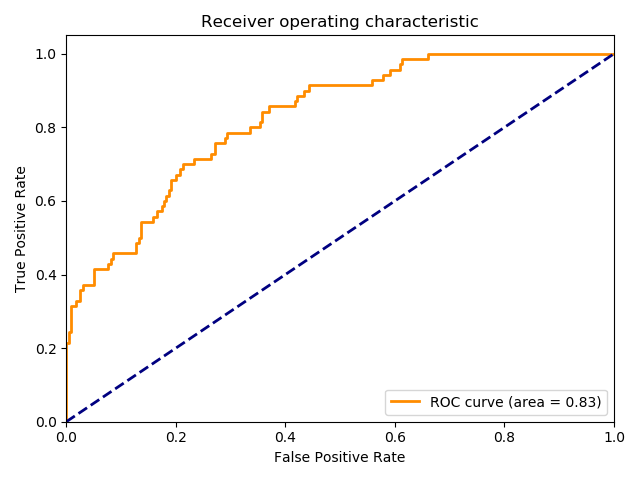 Receiver operating characteristic
True Positive Rate
1.0
0.8
0.6
0.4
0.2
0.0
ROC curve (area = 0.83)
0.0 0.2 0.4 0.6 0.8 1.0
False Positive Rate